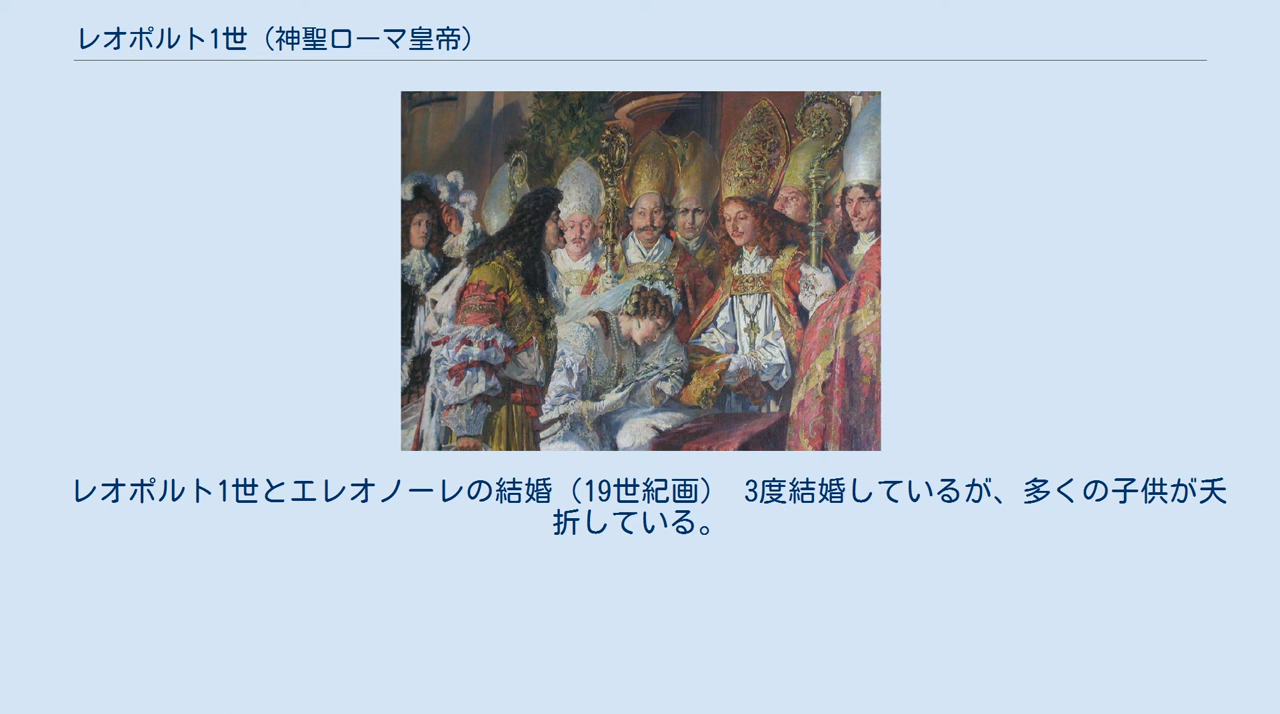 レオポルト1世（神聖ローマ皇帝）
レオポルト1世とエレオノーレの結婚（19世紀画） 3度結婚しているが、多くの子供が夭
折している。